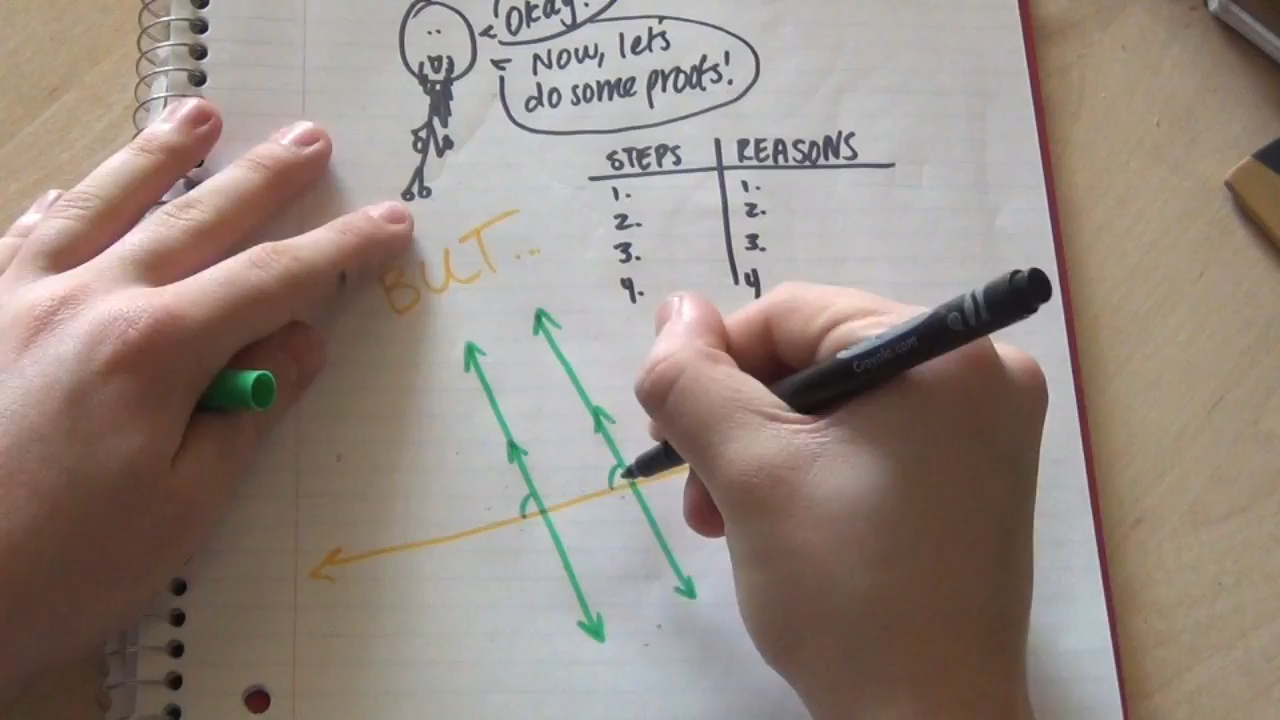 Okay!
Now, let's
do some proofs!
STEPS REASONS
1. 1.
2. 2.
3. 3.
4. 4
BUT...
Crayola.com